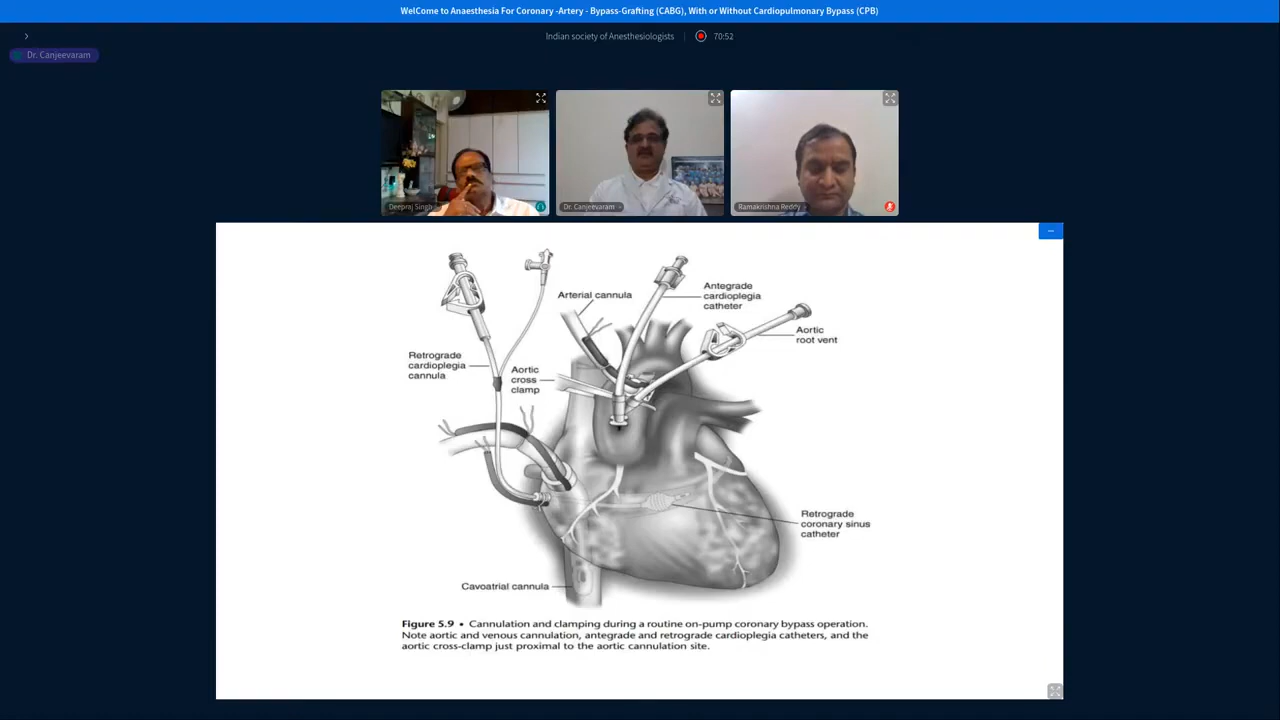 WelCome to Anaesthesia For Coronary -Artery - Bypass-Grafting (CABG), With or Without Cardiopulmonary Bypass (CPB)
Indian society of Anesthesiologists
70:52
Dr. Canjeevaram
Deepraj Singh
Dr. Canjeevaram
Ramakrishna Reddy
Arterial cannula
Antegrade
cardioplegia
catheter
Aortic
root vent
Retrograde
cardioplegia
cannula
Aortic
cross
clamp
Retrograde
coronary sinus
catheter
Cavoatrial cannula
Figure 5.9 • Cannulation and clamping during a routine on-pump coronary bypass operation.
Note aortic and venous cannulation, antegrade and retrograde cardioplegia catheters, and the
aortic cross-clamp just proximal to the aortic cannulation site.